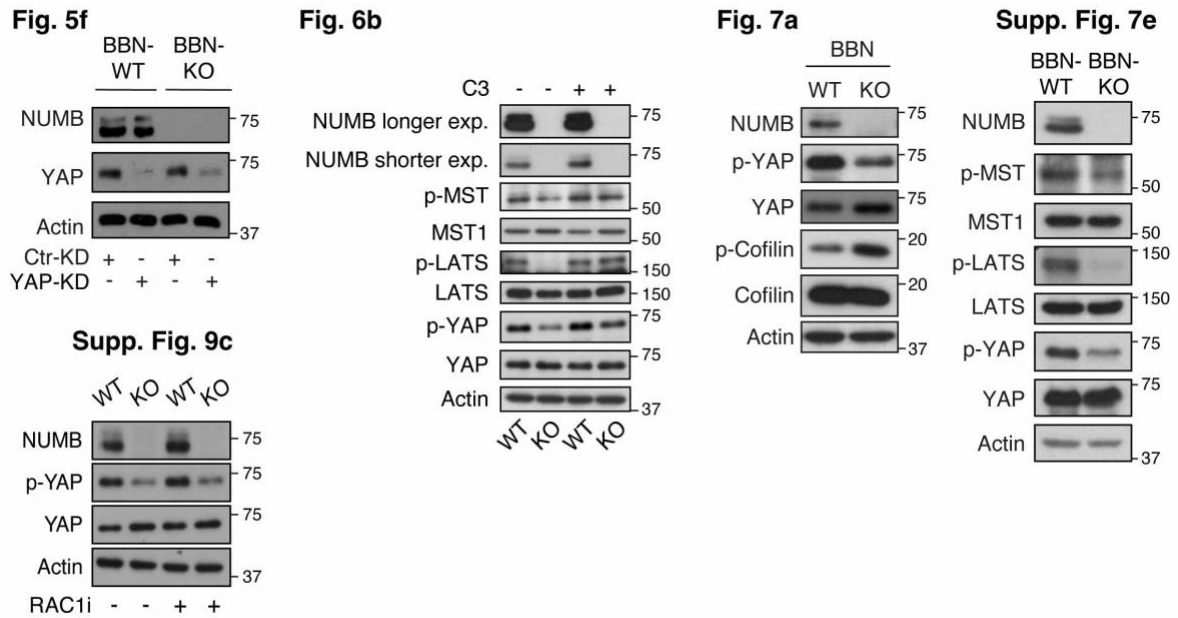 Fig. 5f
BBN- BBN-
WT KO
NUMB 75
YAP 75
Actin 37
Ctr-KD + - + -
YAP-KD - + - +
Supp. Fig. 9c
WT KO WT KO
NUMB 75
p-YAP 75
YAP 75
Actin 37
RAC1i - - + +
Fig. 6b
C3 - - + +
NUMB longer exp. 75
NUMB shorter exp. 75
p-MST 50
MST1 50
p-LATS 150
LATS 150
p-YAP 75
YAP 75
Actin 37
WT KO WT KO
Fig. 7a
BBN
WT KO
NUMB 75
p-YAP 75
YAP 75
p-Cofilin 20
Cofilin 20
Actin 37
Supp. Fig. 7e
BBN- BBN-
WT KO
NUMB 75
p-MST 50
MST1 50
p-LATS 150
LATS 150
p-YAP 75
YAP 75
Actin 37